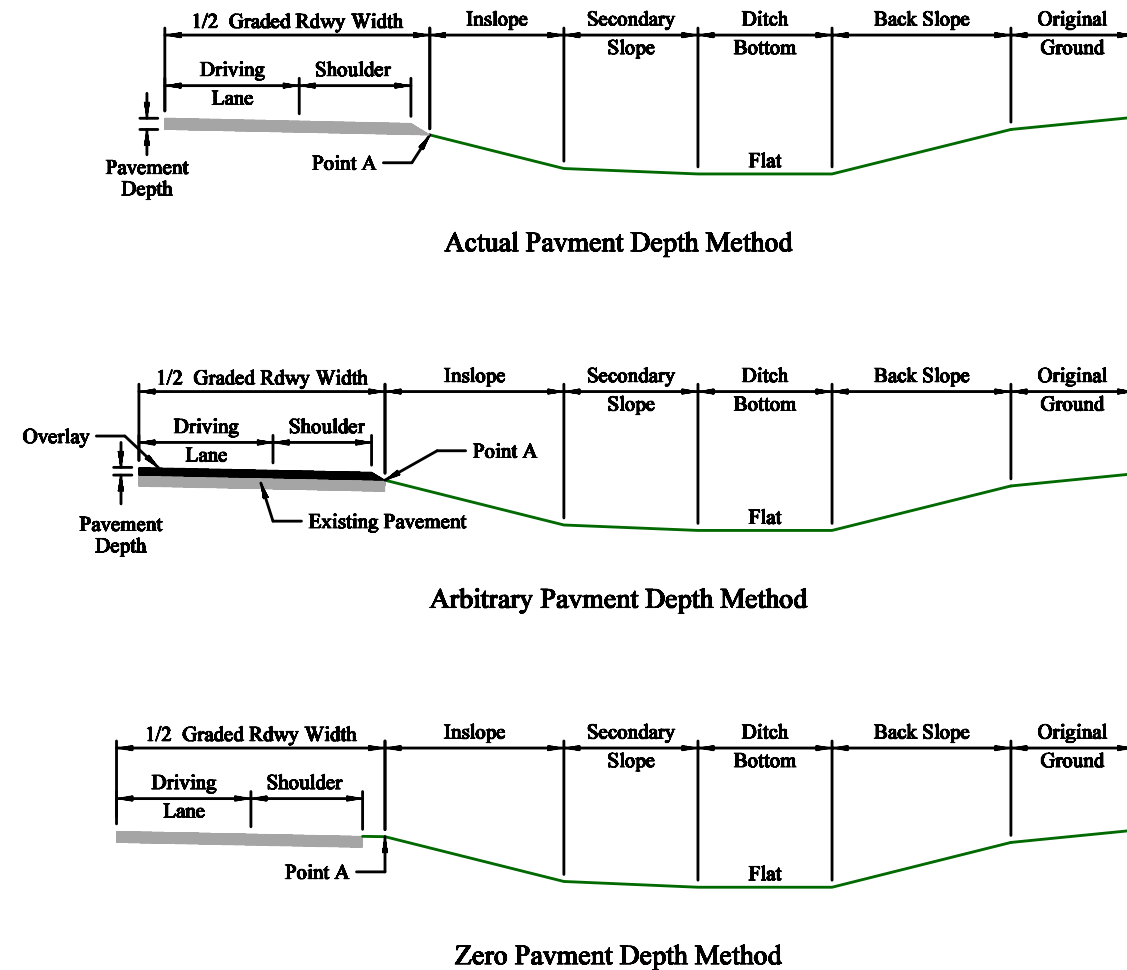 1/2 Graded Rdwy Width
Inslope
Secondary
Slope
Ditch
Bottom
Back Slope
Original
Ground
Driving
Lane
Shoulder
Pavement
Depth
Point A
Flat
Actual Pavment Depth Method
1/2 Graded Rdwy Width
Inslope
Secondary
Slope
Ditch
Bottom
Back Slope
Original
Ground
Overlay
Driving
Lane
Shoulder
Point A
Pavement
Depth
Existing Pavement
Flat
Arbitrary Pavment Depth Method
1/2 Graded Rdwy Width
Inslope
Secondary
Slope
Ditch
Bottom
Back Slope
Original
Ground
Driving
Lane
Shoulder
Point A
Flat
Zero Pavment Depth Method